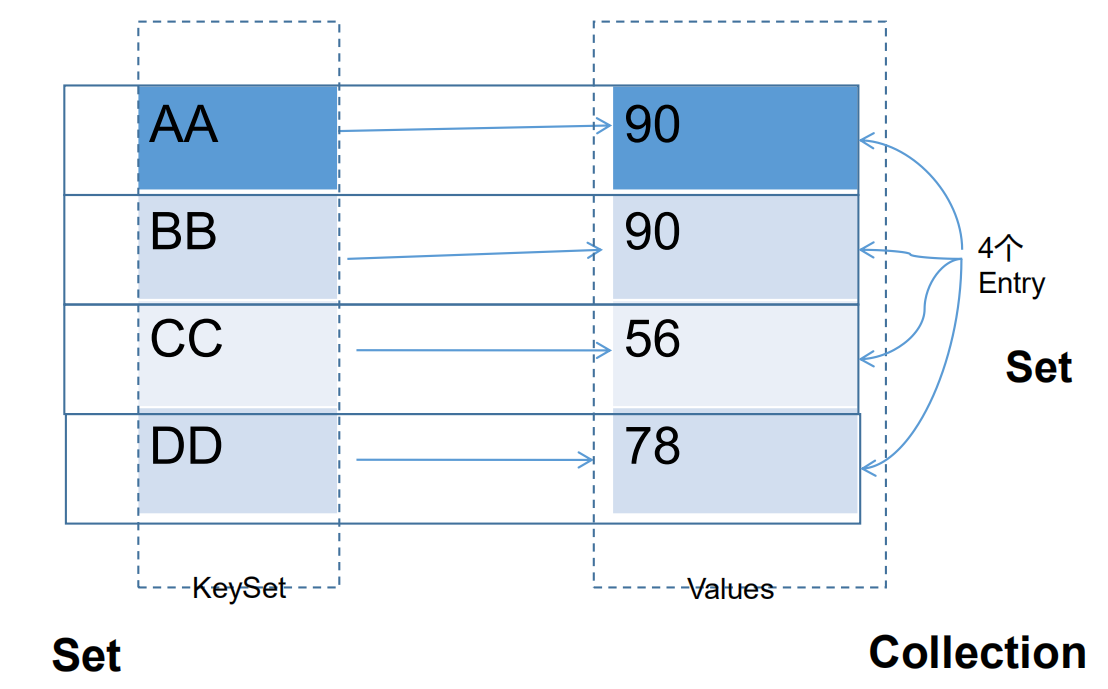 AA
90
BB
90
4个
Entry
CC
56
Set
DD
78
KeySet
Values
Set
Collection